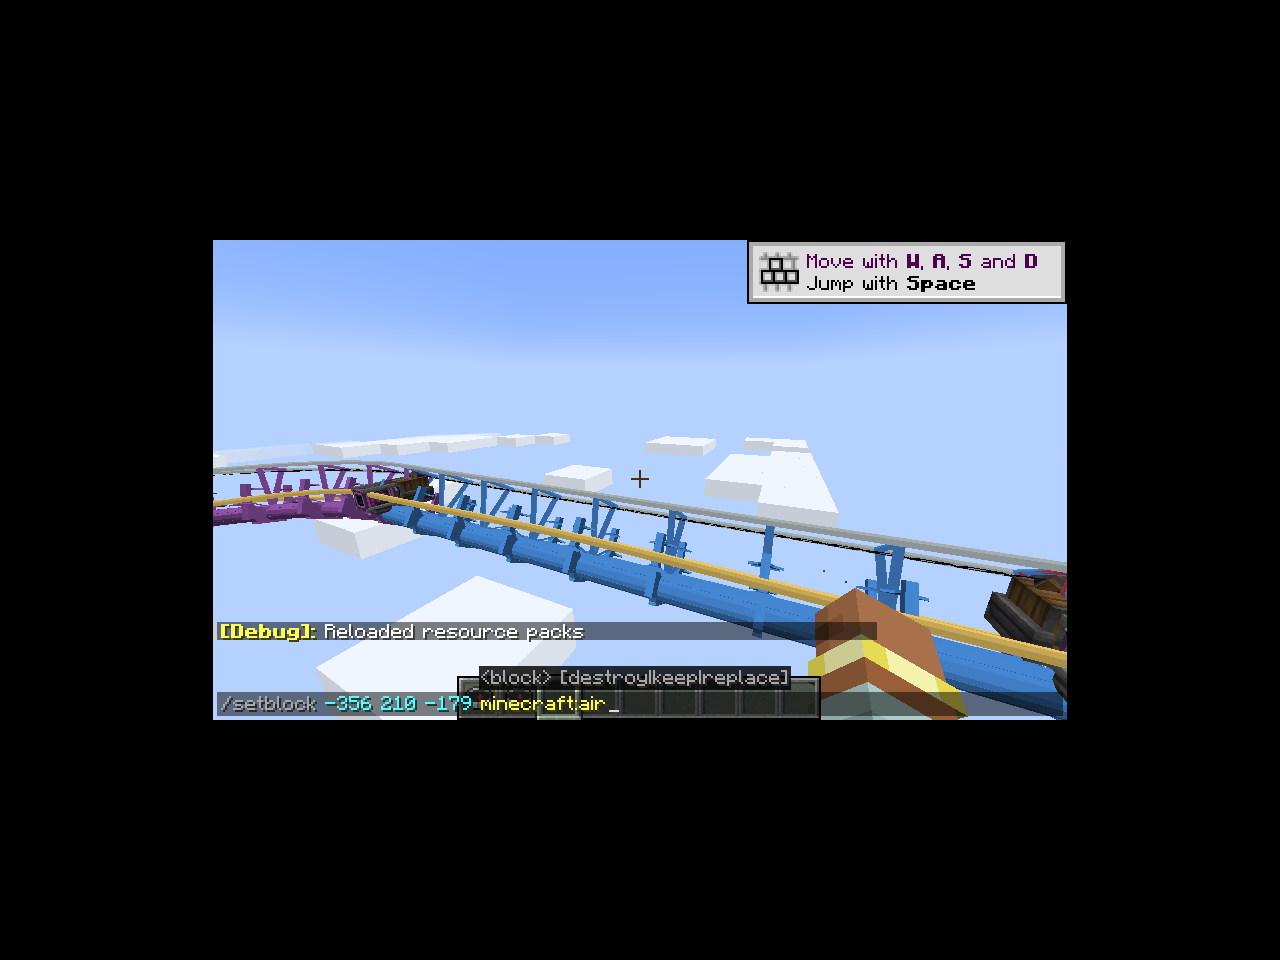 Move with W, A, S and D
Jump with Space
[Debug]: Reloaded resource packs
<block> [destroy|keep|replace]
/setblock -356 210 -179 minecraft:air_